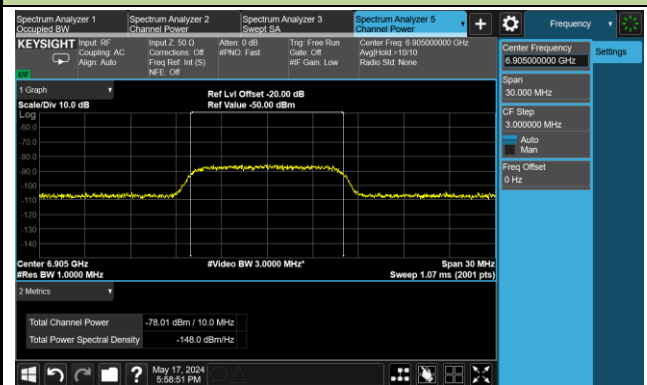 Spectrum Analyzer 1
Occupied BW
Spectrum Analyzer 2
Channel Power
Spectrum Analyzer 3
Swept SA
Spectrum Analyzer 5
Channel Power
+
Frequency
KEYSIGHT
Input: RF
Coupling: AC
Align: Auto
Input Z: 50 Ω
Corrections: Off
Freq Ref: Int (S)
NFE: Off
Atten: 0 dB
#PNO: Fast
Trig: Free Run
Gate: Off
#IF Gain: Low
Center Freq: 6.905000000 GHz
Avg|Hold:>10/10
Radio Std: None
Center Frequency
6.905000000 GHz
Settings
Span
30.000 MHz
CF Step
3.000000 MHz
Auto
Man
Freq Offset
0 Hz
1 Graph
Scale/Div 10.0 dB
Ref Lvl Offset -20.00 dB
Ref Value -50.00 dBm
Log
-60.0
-70.0
-80.0
-90.0
-100
-110
-120
-130
-140
Center 6.905 GHz
#Res BW 1.0000 MHz
#Video BW 3.0000 MHz*
Span 30 MHz
Sweep 1.07 ms (2001 pts)
2 Metrics
Total Channel Power -78.01 dBm / 10.0 MHz
Total Power Spectral Density -148.0 dBm/Hz
?
May 17, 2024
5:58:51 PM